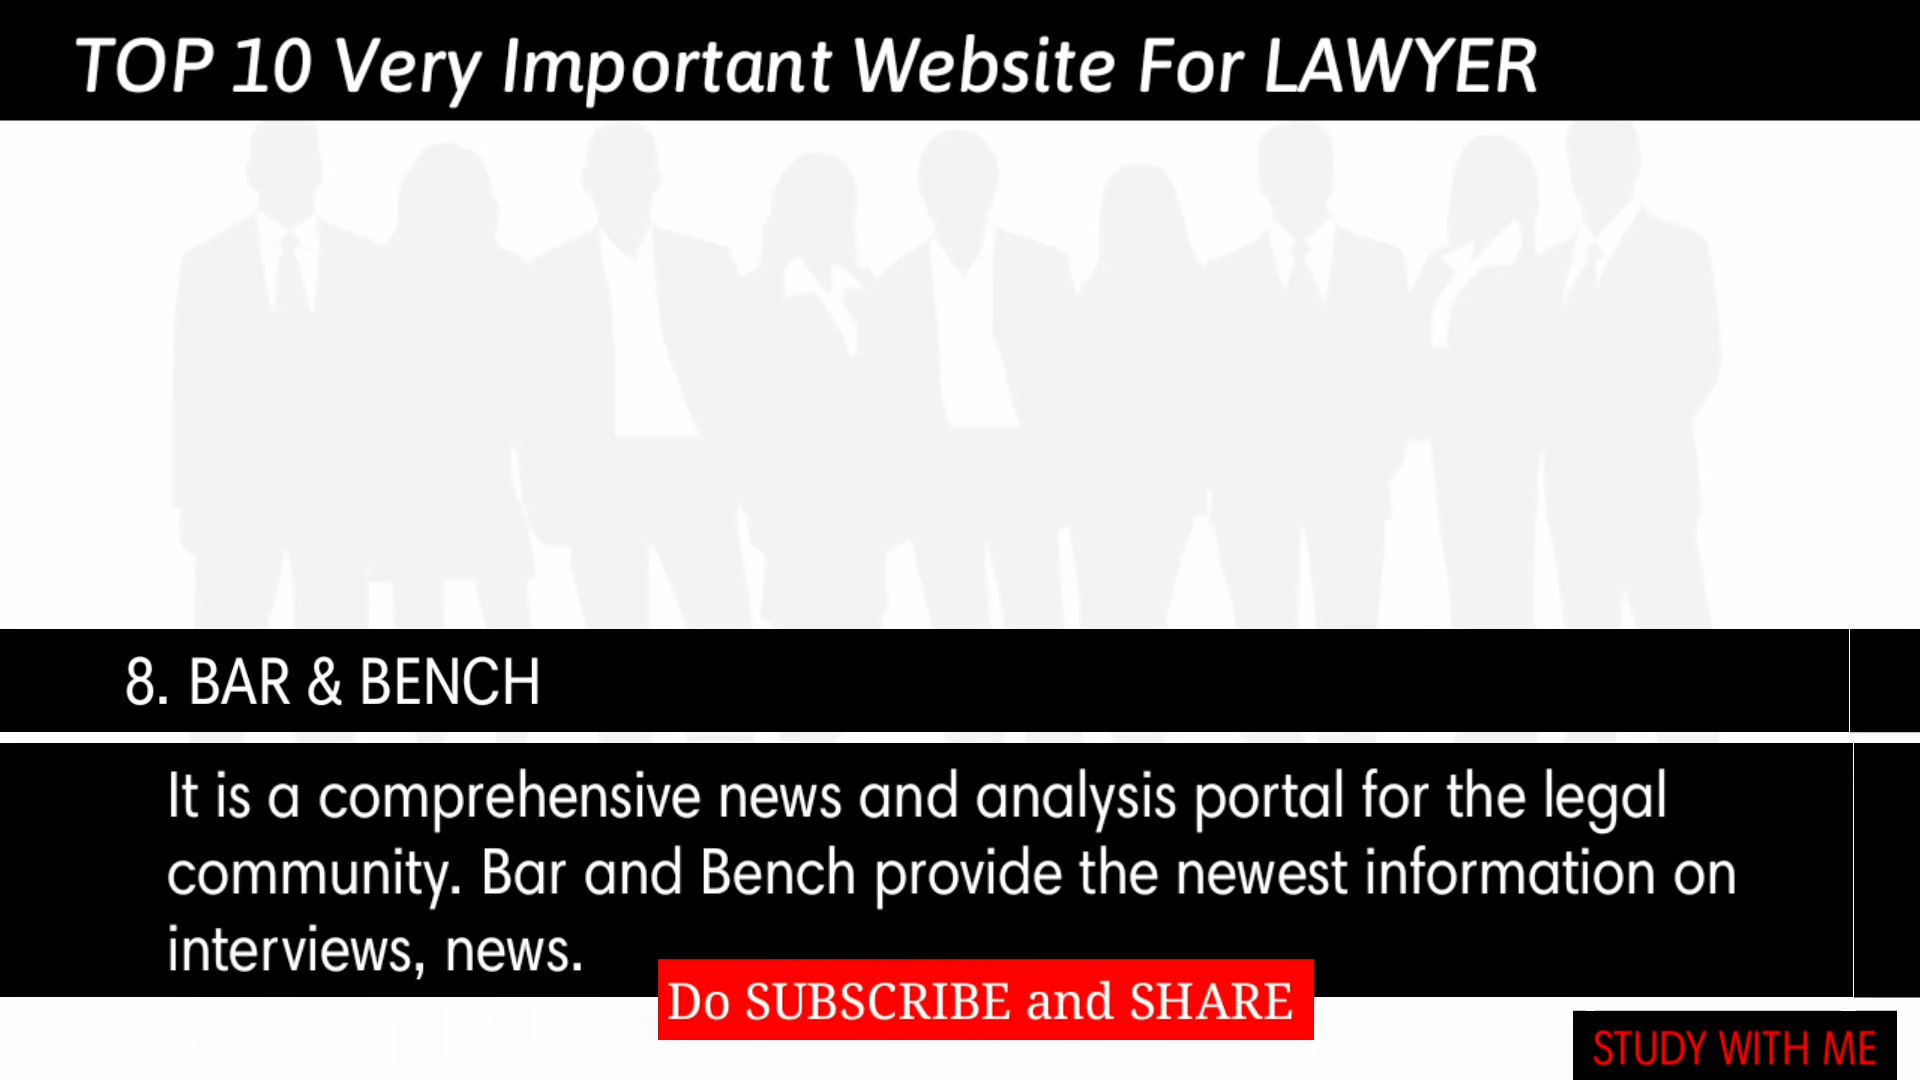 TOP 10 Very Important Website For LAWYER
8. BAR & BENCH
It is a comprehensive news and analysis portal for the legal
community. Bar and Bench provide the newest information on
interviews, news.
Do SUBSCRIBE and SHARE
STUDY WITH ME